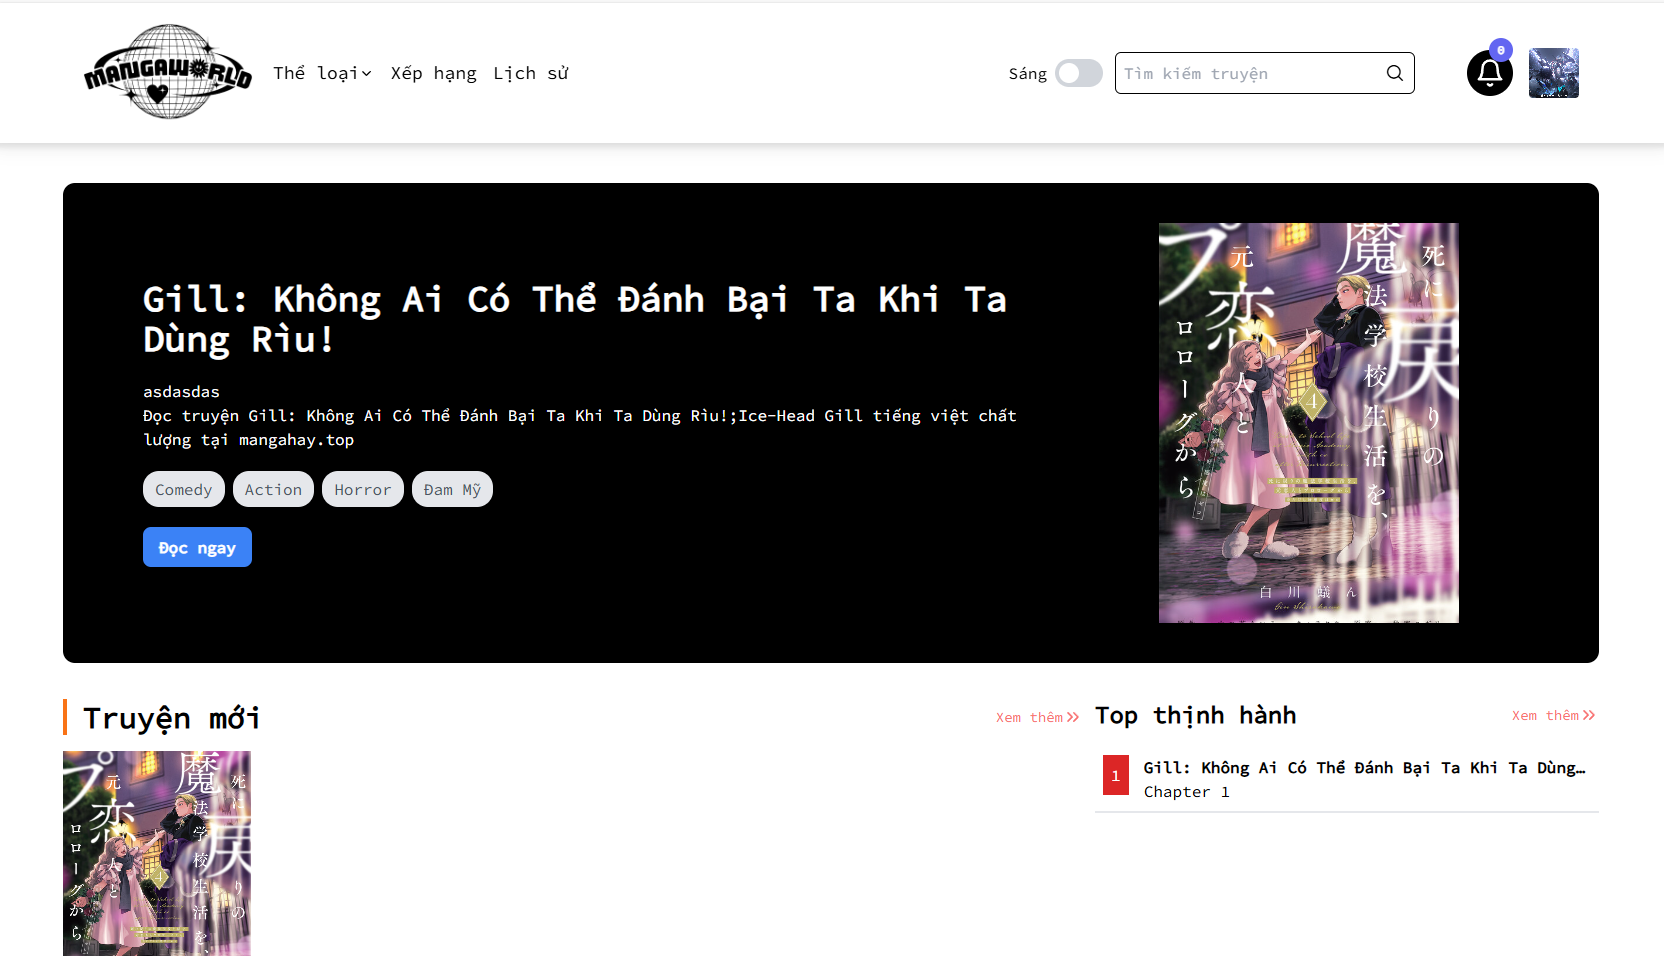 MANGAWORLD
Thể loại
Xếp hạng
Lịch sử
Sáng
Tìm kiếm truyện
0
Gill: Không Ai Có Thể Đánh Bại Ta Khi Ta
Dùng Rìu!
asdasdas
Đọc truyện Gill: Không Ai Có Thể Đánh Bại Ta Khi Ta Dùng Rìu!;Ice-Head Gill tiếng việt chất
lượng tại mangahay.top
Comedy
Action
Horror
Đam Mỹ
Đọc ngay
死に戻りの
魔法学校生活を、
元恋人と
プロローグから
4
白川蟻ん
Truyện mới
Xem thêm
Top thịnh hành
Xem thêm
1
Gill: Không Ai Có Thể Đánh Bại Ta Khi Ta Dùng…
Chapter 1
死に戻りの
魔法学校生活を、
元恋人と
プロローグから
4